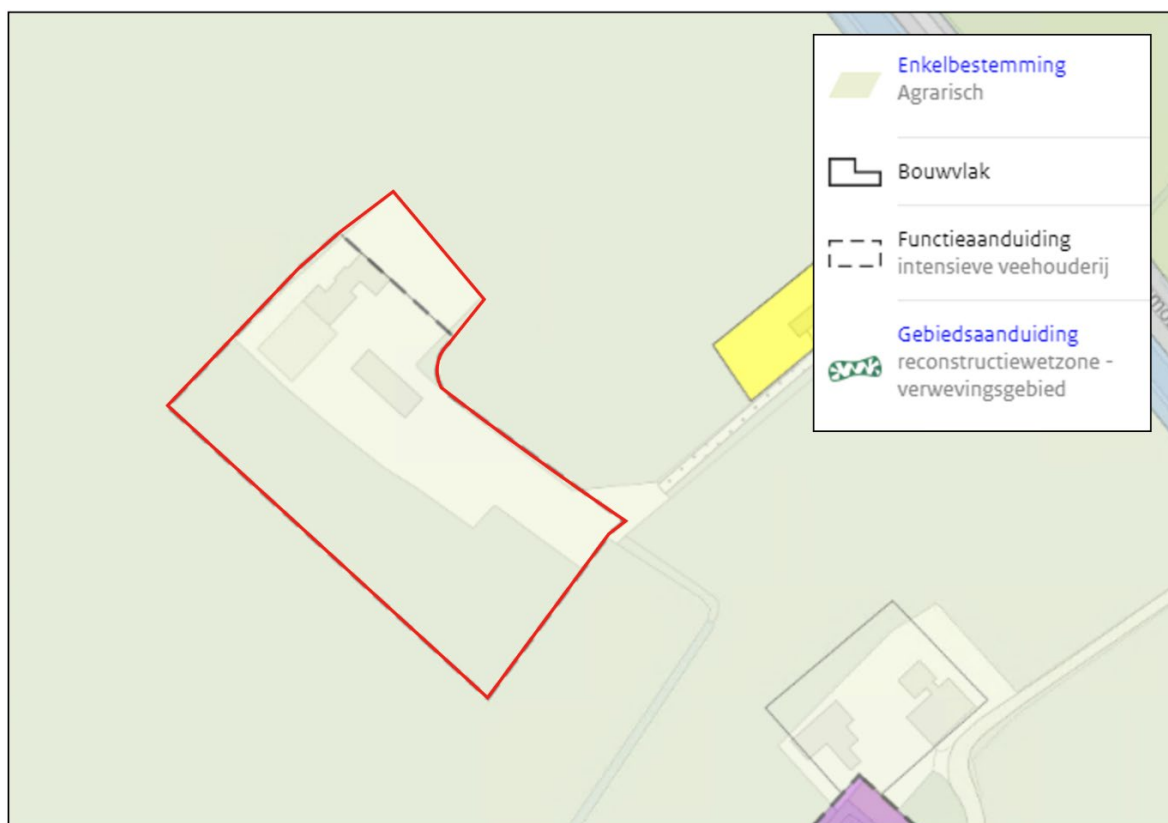 Enkelbestemming
Agrarisch
Bouwvlak
Functieaanduiding
intensieve veehouderij
Gebiedsaanduiding
reconstructiewetzone -
verwevingsgebied